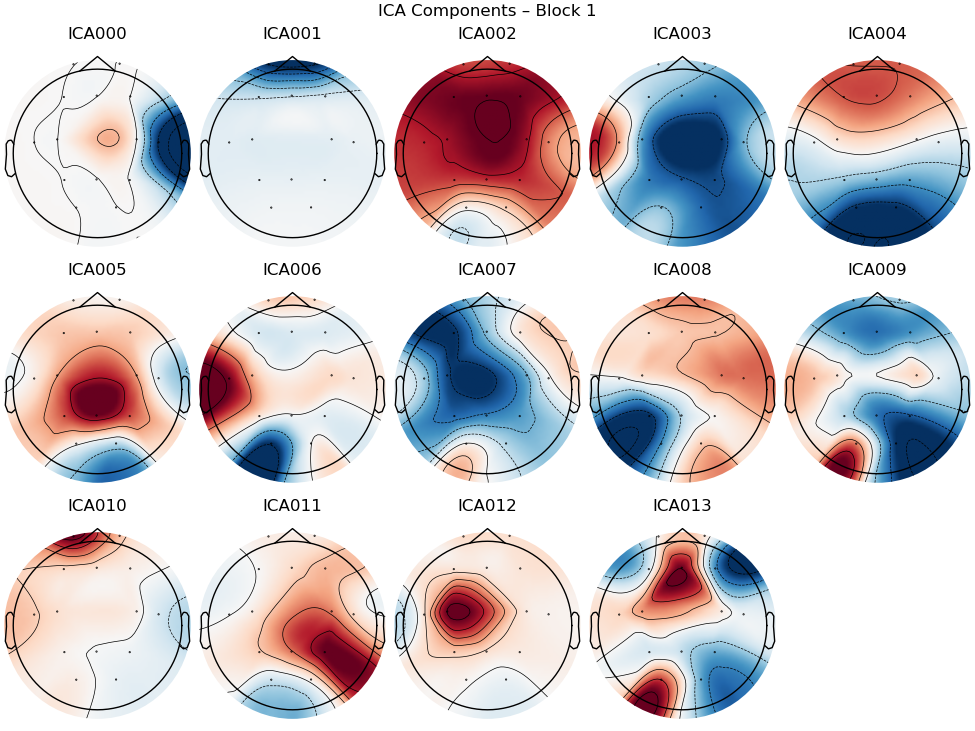 ICA Components – Block 1
ICA000 ICA001 ICA002 ICA003 ICA004
ICA005 ICA006 ICA007 ICA008 ICA009
ICA010 ICA011 ICA012 ICA013